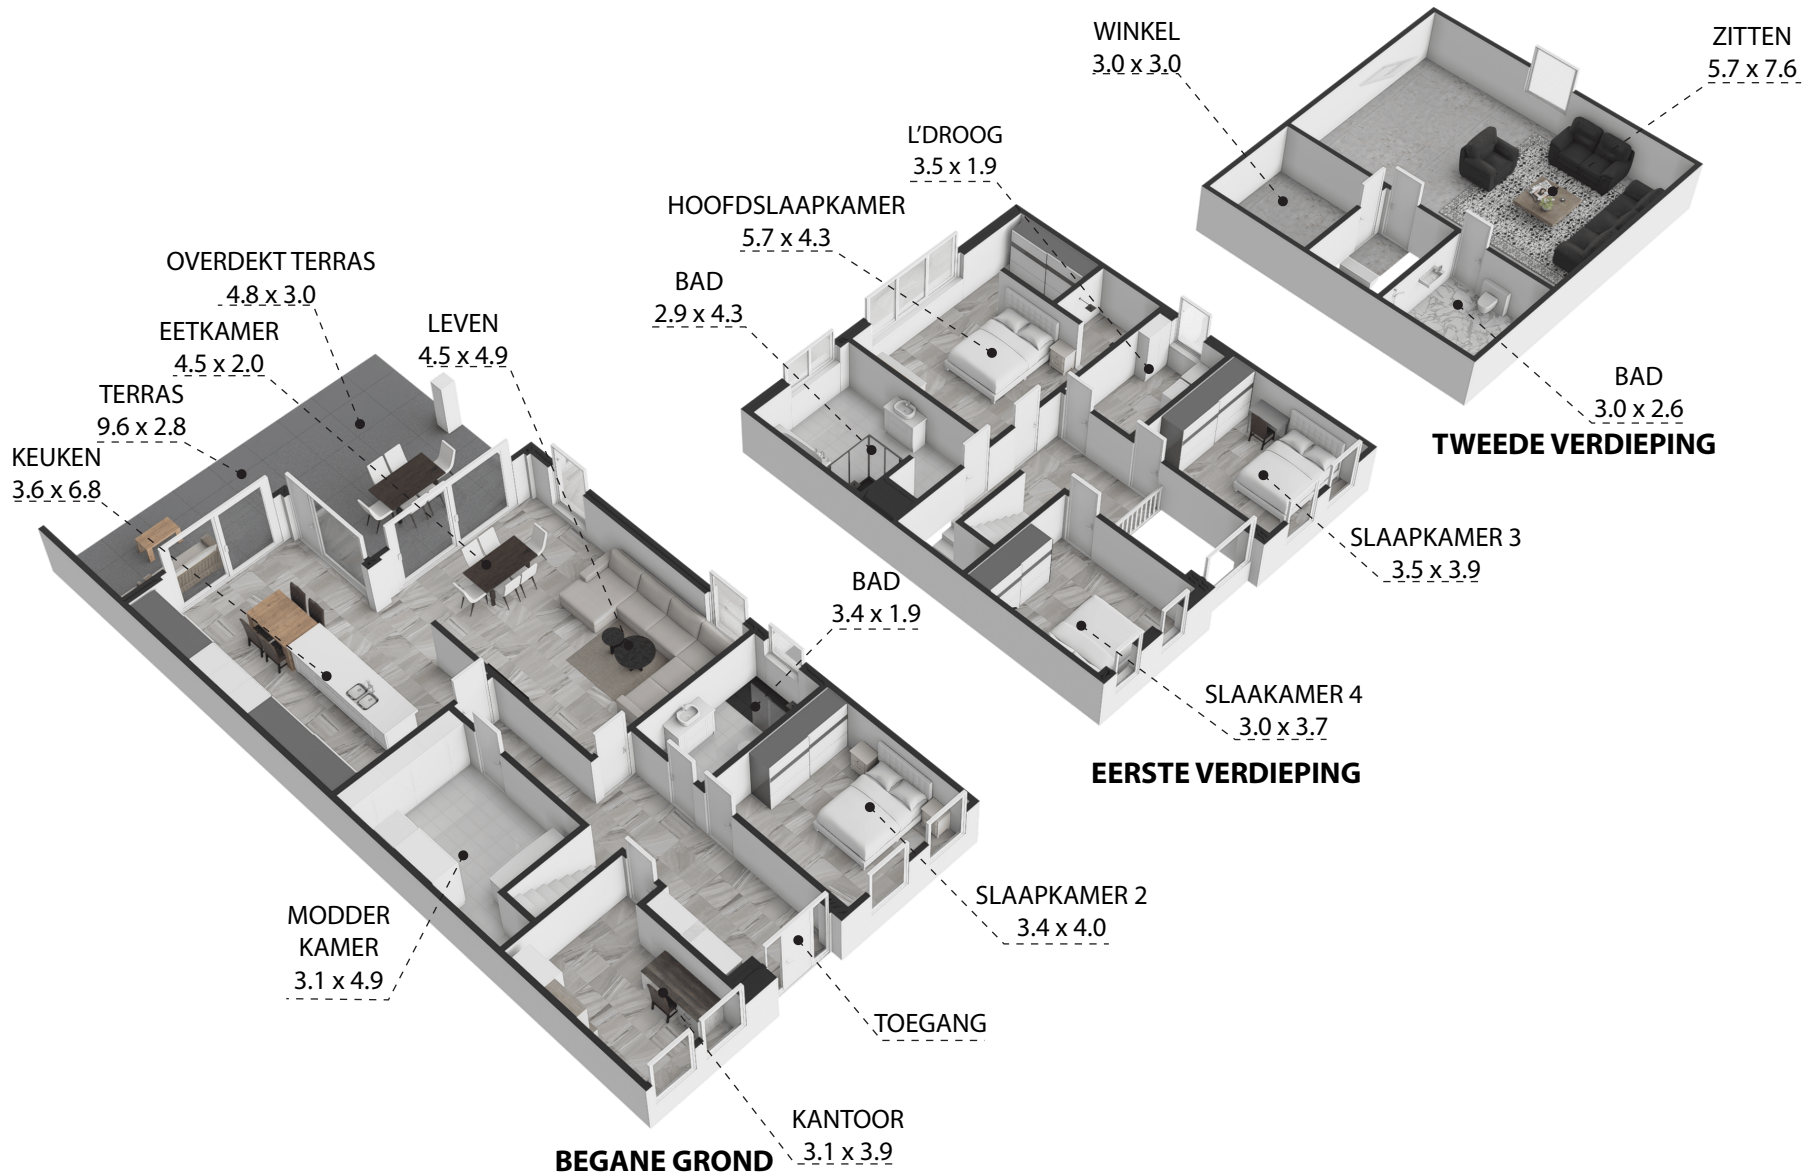 WINKEL
3.0 x 3.0
ZITTEN
5.7 x 7.6
L'DROOG
3.5 x 1.9
HOOFDSLAAPKAMER
5.7 x 4.3
BAD
2.9 x 4.3
OVERDEKT TERRAS
4.8 x 3.0
EETKAMER
4.5 x 2.0
LEVEN
4.5 x 4.9
TERRAS
9.6 x 2.8
KEUKEN
3.6 x 6.8
BAD
3.0 x 2.6
TWEEDE VERDIEPING
SLAAPKAMER 3
3.5 x 3.9
BAD
3.4 x 1.9
SLAAKAMER 4
3.0 x 3.7
EERSTE VERDIEPING
SLAAPKAMER 2
3.4 x 4.0
MODDER
KAMER
3.1 x 4.9
TOEGANG
KANTOOR
3.1 x 3.9
BEGANE GROND